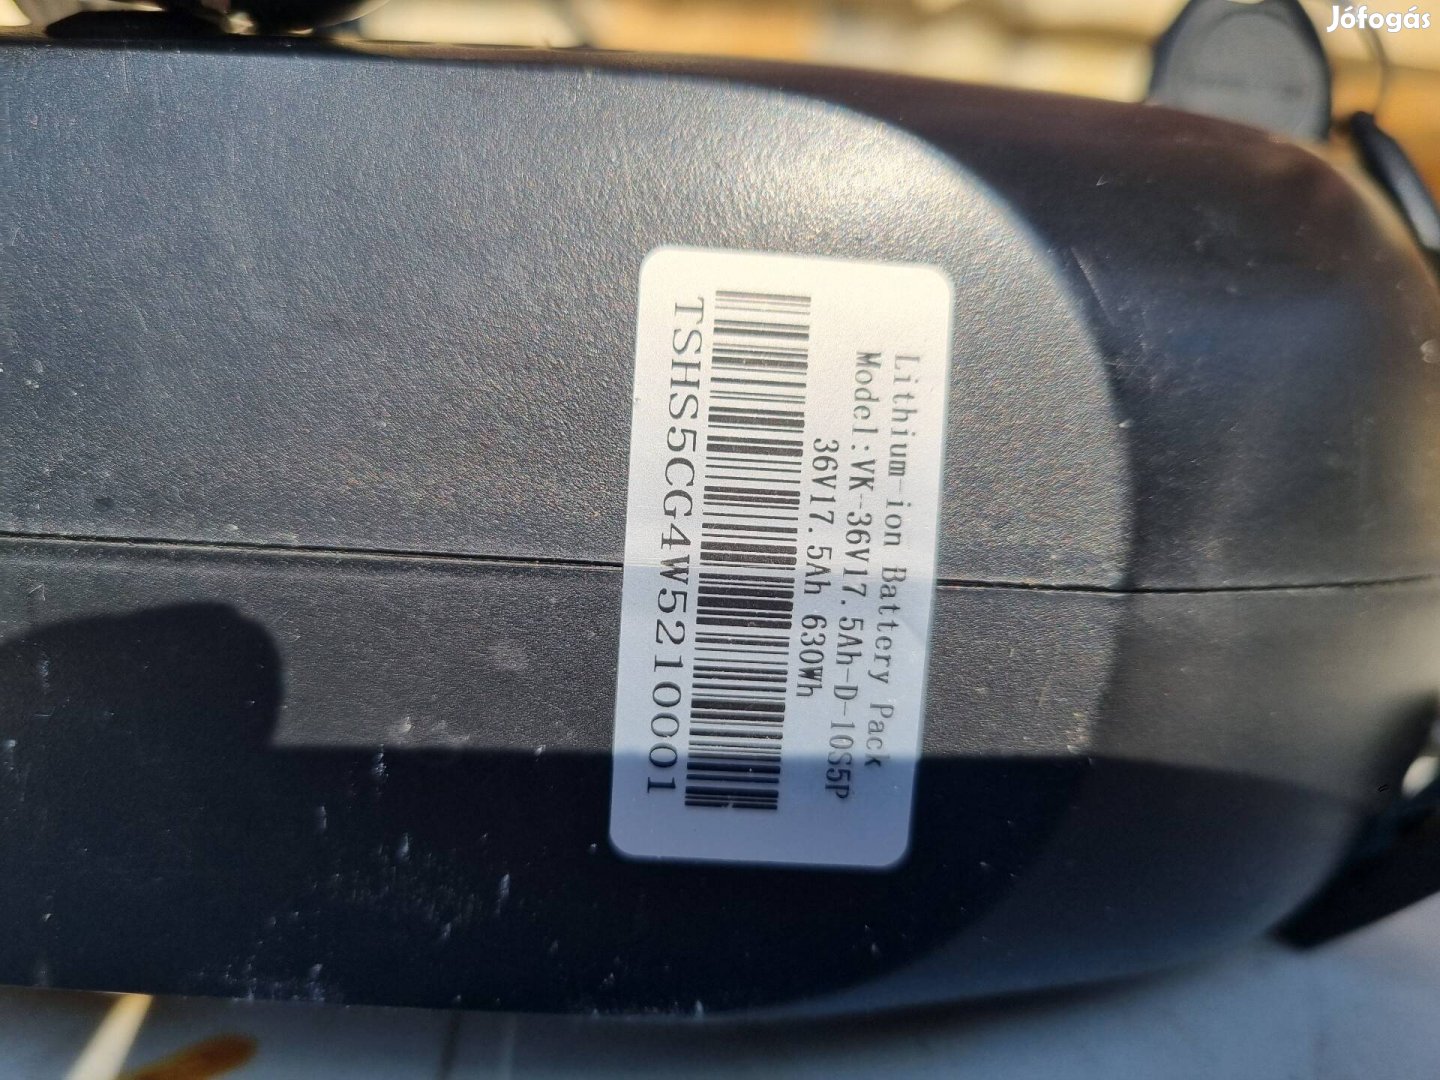 Jófogás
Lithium-ion Battery Pack
Model:VK-36V17.5Ah-D-10S5P
36V17.5Ah 630Wh
TSHS5CG4W5210001